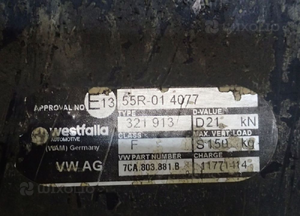 APPROVAL NO E13 55R-01 4077
TYPE D-VALUE
westfalia 321 913 D21 kN
AUTOMOTIVE CLASS MAX. VERT. LOAD
(WAM) Germany F S150 kg
VW PART NUMBER CHARGE
VW AG 7CA.803.881.B 11771414